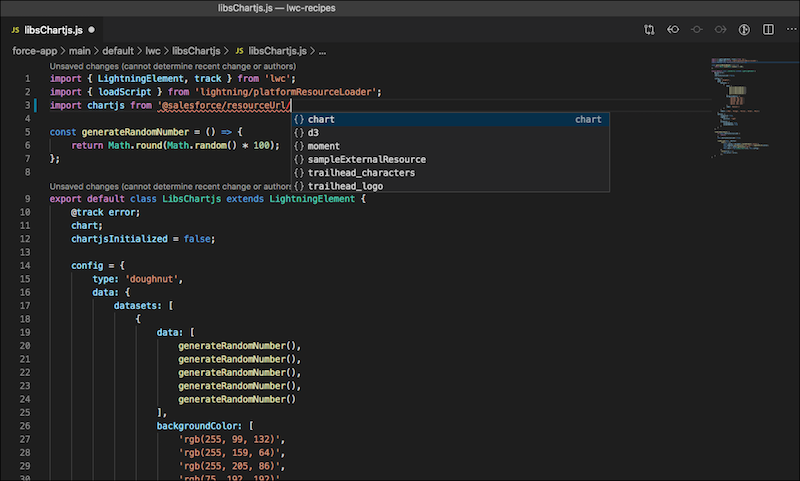 libsChartjs.js — lwc-recipes
JS libsChartjs.js
force-app › main › default › lwc › libsChartjs › JS libsChartjs.js › ...
Unsaved changes (cannot determine recent change or authors)
1 import { LightningElement, track } from 'lwc';
2 import { loadScript } from 'lightning/platformResourceLoader';
3 import chartjs from '@salesforce/resourceUrl/
{} chart chart
{} d3
{} moment
{} sampleExternalResource
{} trailhead_characters
{} trailhead_logo
4
5 const generateRandomNumber = () => {
6 return Math.round(Math.random() * 100);
7 };
8
Unsaved changes (cannot determine recent change or authors
9 export default class LibsChartjs extends LightningElement {
10 @track error;
11 chart;
12 chartjsInitialized = false;
13
14 config = {
15 type: 'doughnut',
16 data: {
17 datasets: [
18 {
19 data: [
20 generateRandomNumber(),
21 generateRandomNumber(),
22 generateRandomNumber(),
23 generateRandomNumber(),
24 generateRandomNumber()
25 ],
26 backgroundColor: [
27 'rgb(255, 99, 132)',
28 'rgb(255, 159, 64)',
29 'rgb(255, 205, 86)',
30 'rgb(75, 192, 192)',